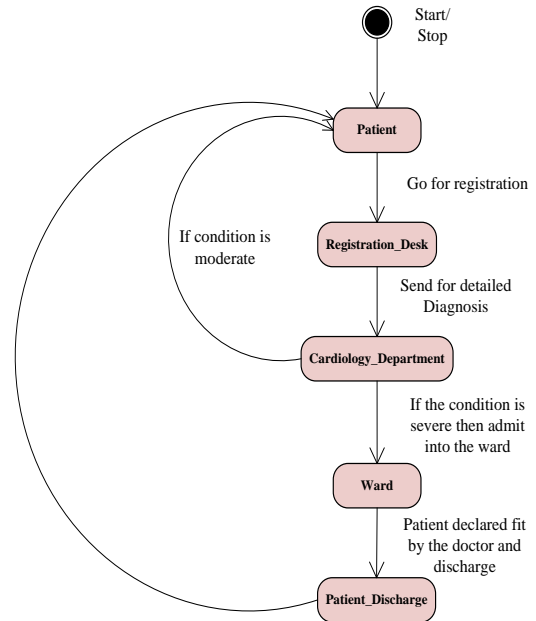 Start/
Stop
Patient
Go for registration
Registration_Desk
If condition is
moderate
Send for detailed
Diagnosis
Cardiology_Department
If the condition is
severe then admit
into the ward
Ward
Patient declared fit
by the doctor and
discharge
Patient_Discharge